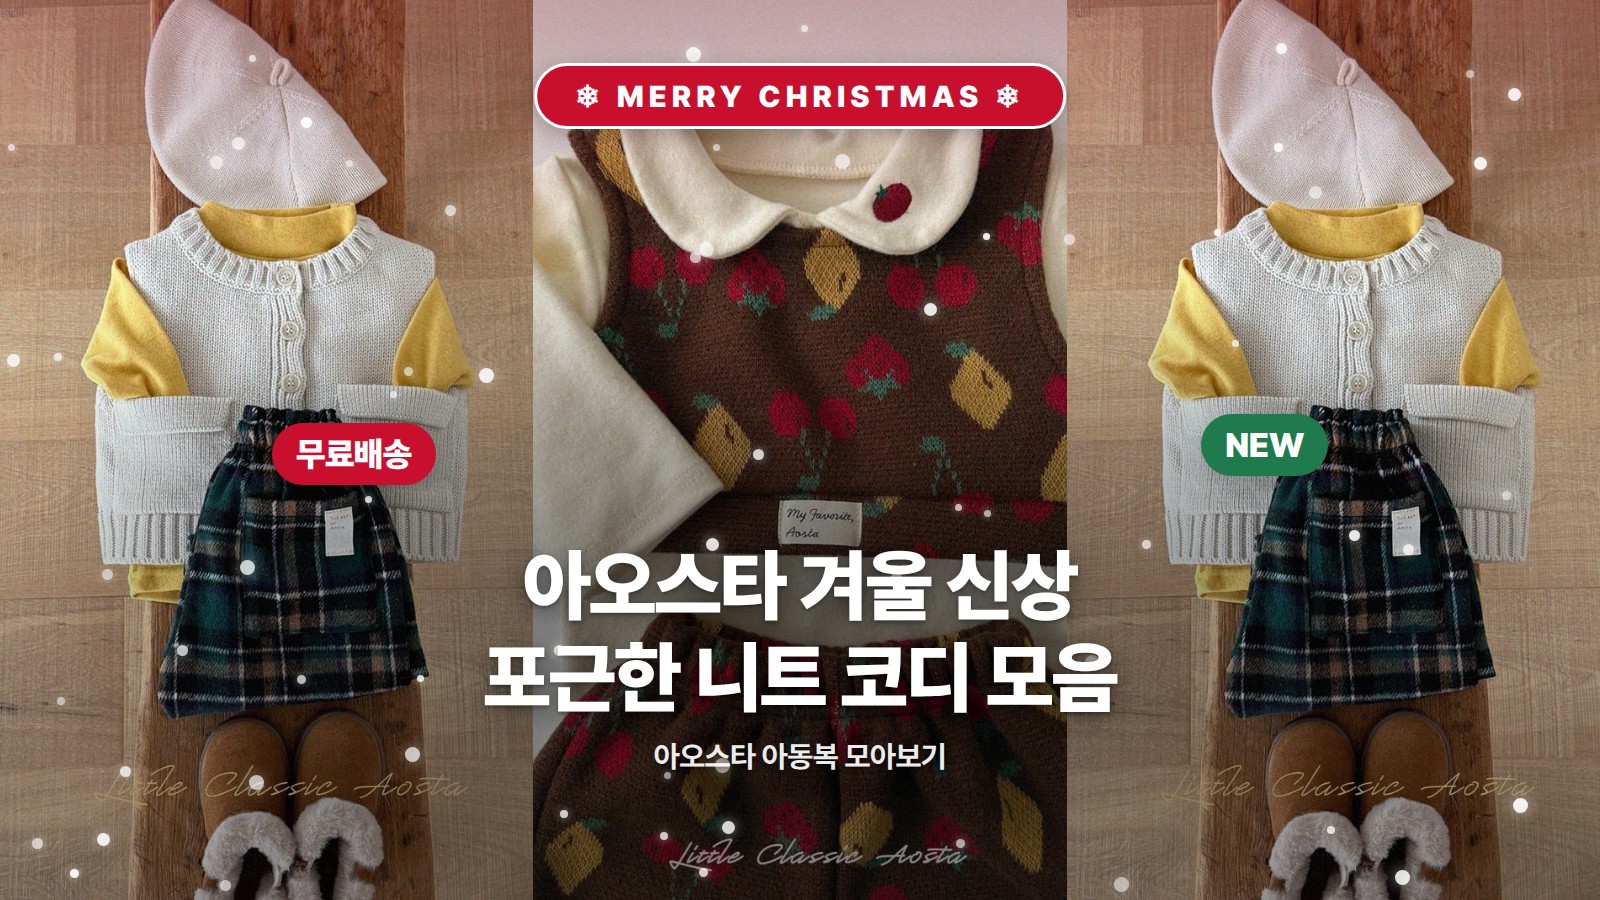 ❄ MERRY CHRISTMAS ❄
무료배송
NEW
My Favorite,
Aosta
아오스타 겨울 신상
포근한 니트 코디 모음
아오스타 아동복 모아보기
Little Classic Aosta
Little Classic Aosta
Little Classic Aosta